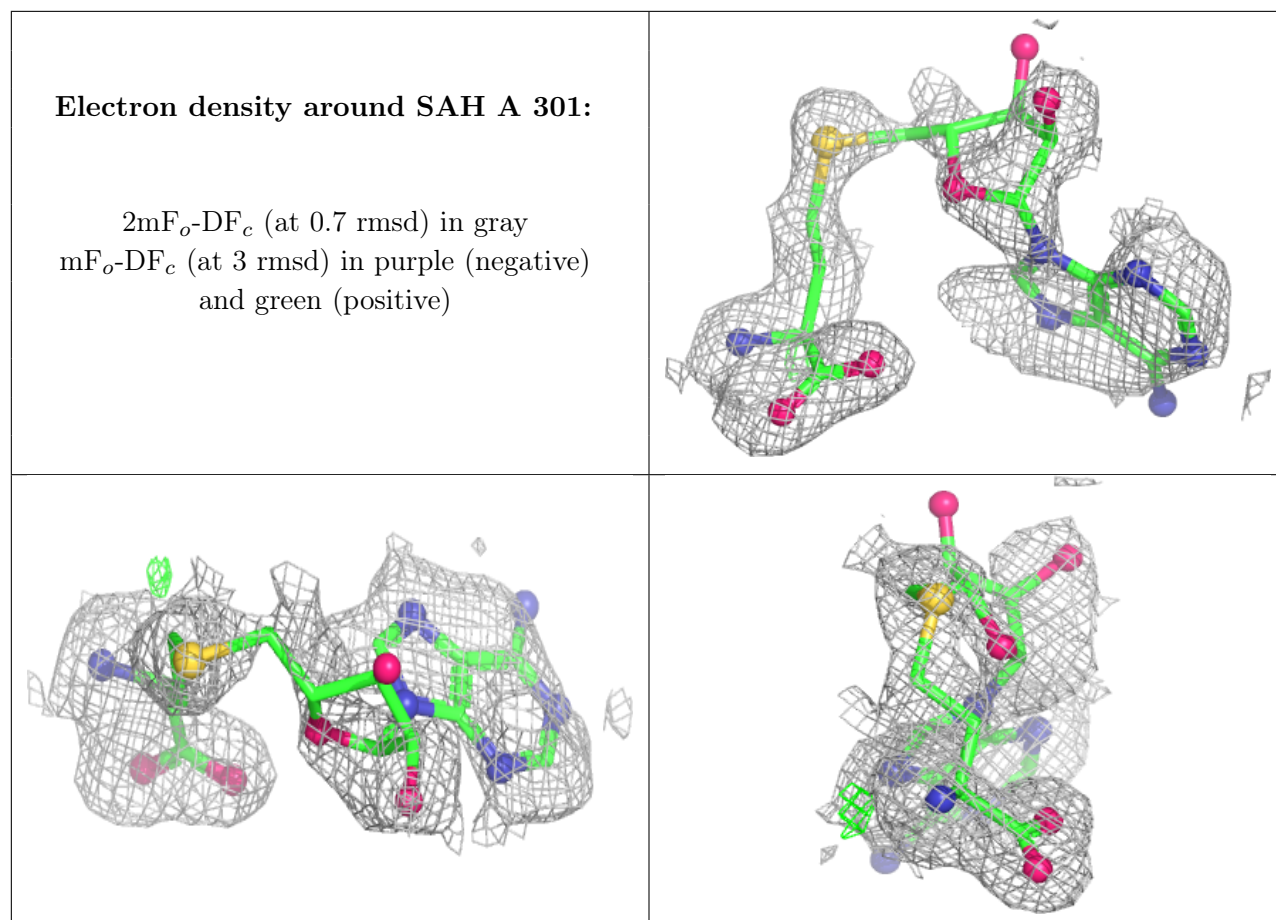 Electron density around SAH A 301:
2mFₒ-DF𝒸 (at 0.7 rmsd) in gray
mFₒ-DF𝒸 (at 3 rmsd) in purple (negative)
and green (positive)